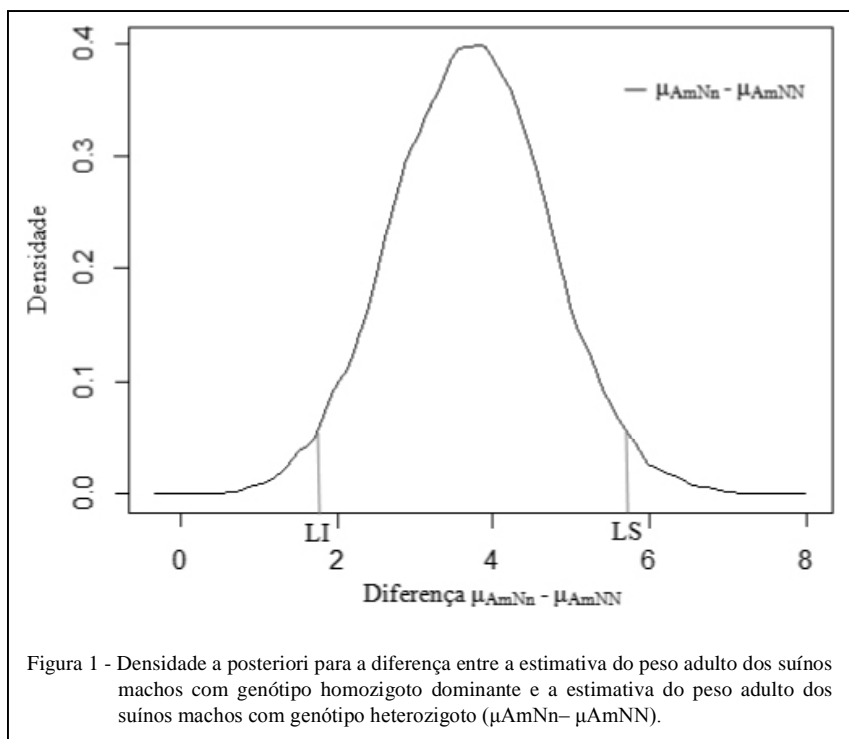 0.4
0.3
0.2
0.1
0.0
Densidade
μAmNn - μAmNN
LI
LS
0
2
4
6
8
Diferença μAmNn - μAmNN
Figura 1 - Densidade a posteriori para a diferença entre a estimativa do peso adulto dos suínos
machos com genótipo homozigoto dominante e a estimativa do peso adulto dos
suínos machos com genótipo heterozigoto (μAmNn– μAmNN).